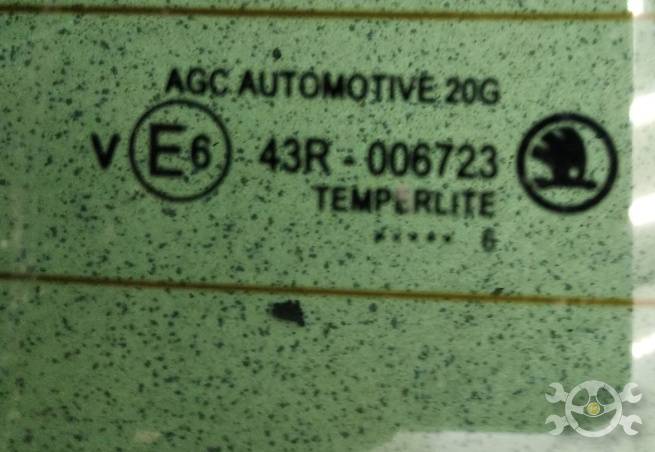 AGC AUTOMOTIVE 20G
V E6 43R - 006723
TEMPERLITE
..... 6